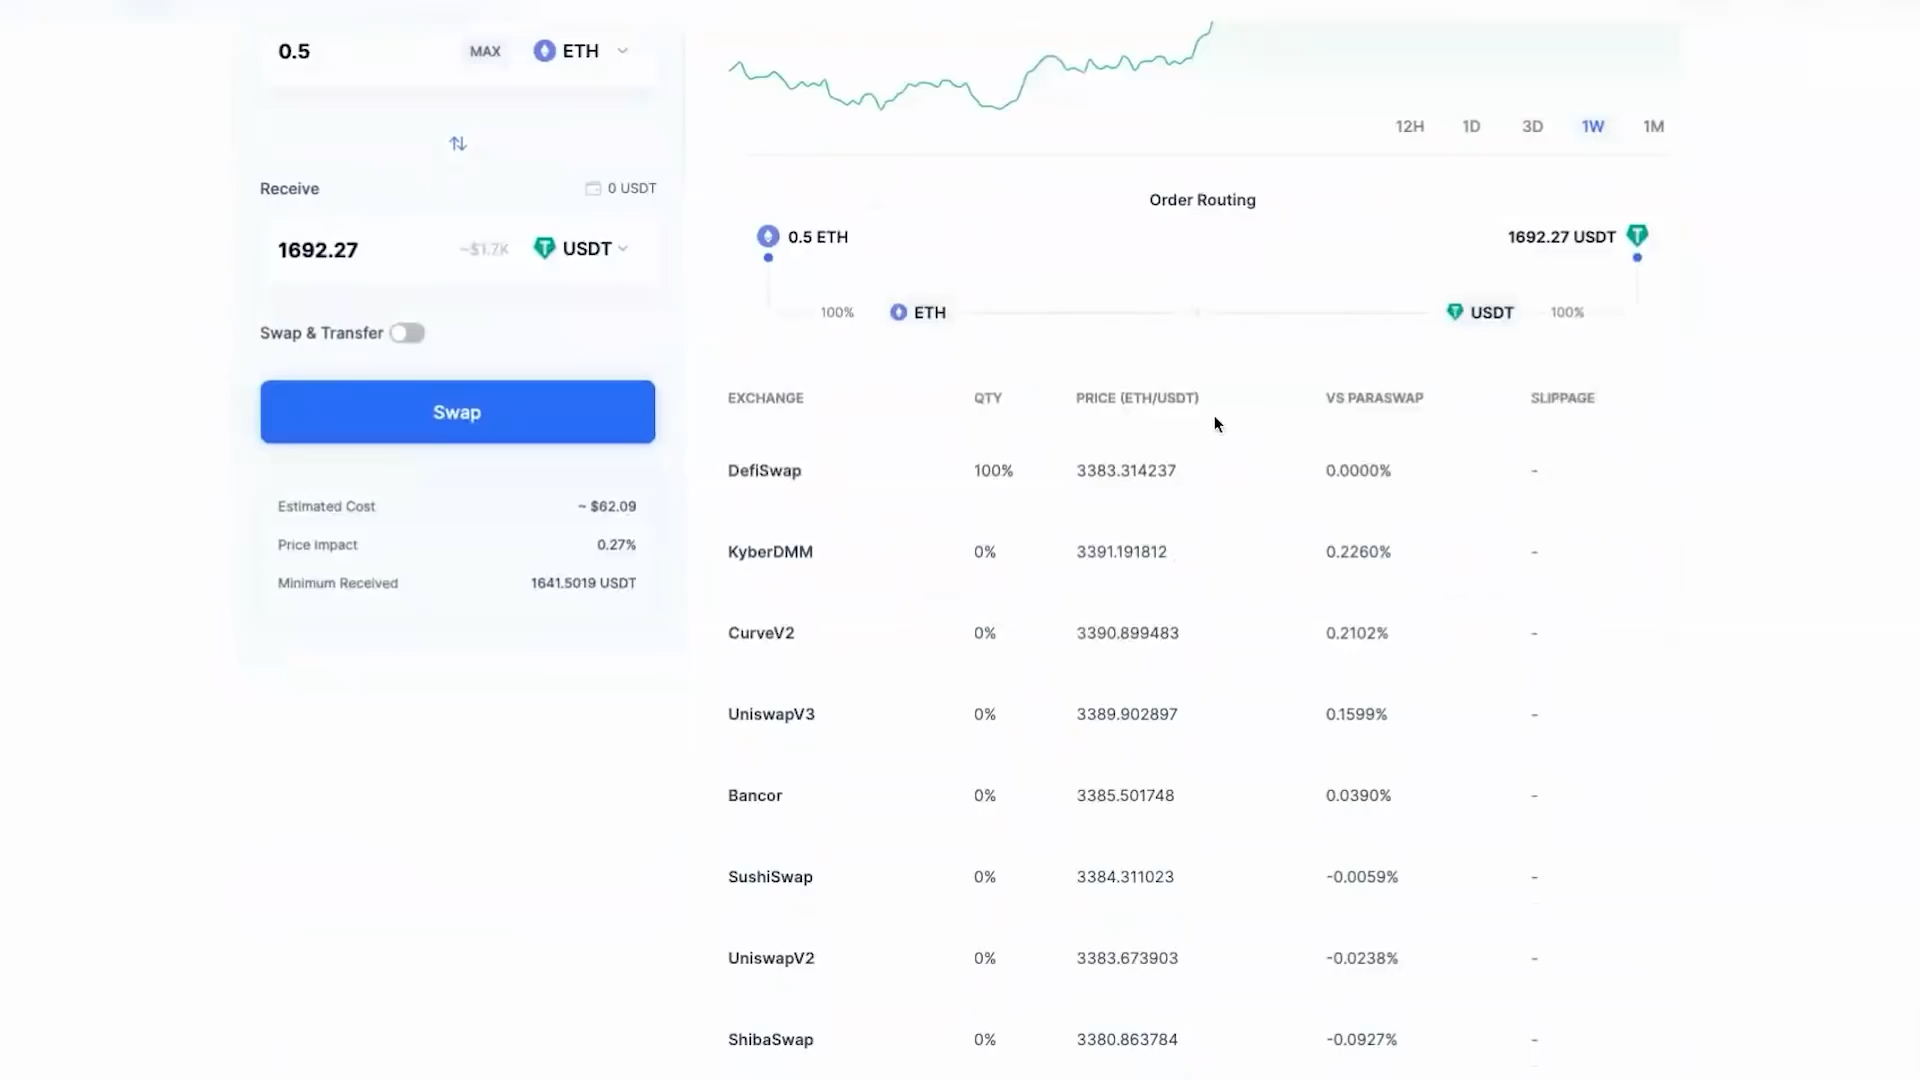 0.5 MAX ETH
Receive 0 USDT
1692.27 ~$1.7K USDT
Swap & Transfer
Swap
Estimated Cost ~ $62.09
Price Impact 0.27%
Minimum Received 1641.5019 USDT
12H 1D 3D 1W 1M
Order Routing
0.5 ETH 1692.27 USDT
100% ETH USDT 100%
EXCHANGE QTY PRICE (ETH/USDT) VS PARASWAP SLIPPAGE
DefiSwap 100% 3383.314237 0.0000% -
KyberDMM 0% 3391.191812 0.2260% -
CurveV2 0% 3390.899483 0.2102% -
UniswapV3 0% 3389.902897 0.1599% -
Bancor 0% 3385.501748 0.0390% -
SushiSwap 0% 3384.311023 -0.0059% -
UniswapV2 0% 3383.673903 -0.0238% -
ShibaSwap 0% 3380.863784 -0.0927% -